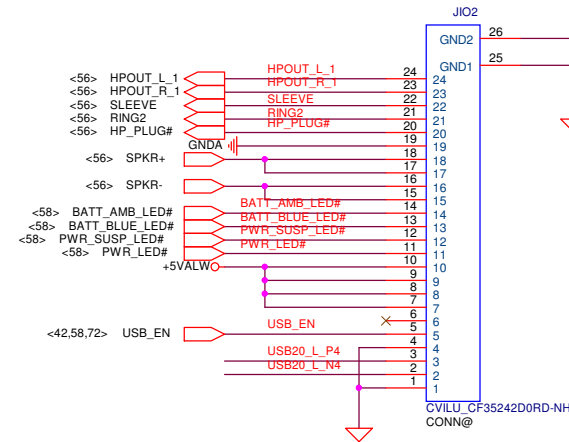 JIO2
26
GND2
25
GND1
<56> HPOUT_L_1 HPOUT_L_1 24 24
<56> HPOUT_R_1 HPOUT_R_1 23 23
<56> SLEEVE SLEEVE 22 22
<56> RING2 RING2 21 21
<56> HP_PLUG# HP_PLUG# 20 20
GNDA 19 19
<56> SPKR+ 18 18
17 17
<56> SPKR- 16 16
15 15
<58> BATT_AMB_LED# BATT_AMB_LED# 14 14
<58> BATT_BLUE_LED# BATT_BLUE_LED# 13 13
<58> PWR_SUSP_LED# PWR_SUSP_LED# 12 12
<58> PWR_LED# PWR_LED# 11 11
+5VALW 10 10
9 9
8 8
7 7
6 6
<42,58,72> USB_EN USB_EN 5 5
4 4
USB20_L_P4 3 3
USB20_L_N4 2 2
1 1
CVILU_CF35242D0RD-NH
CONN@